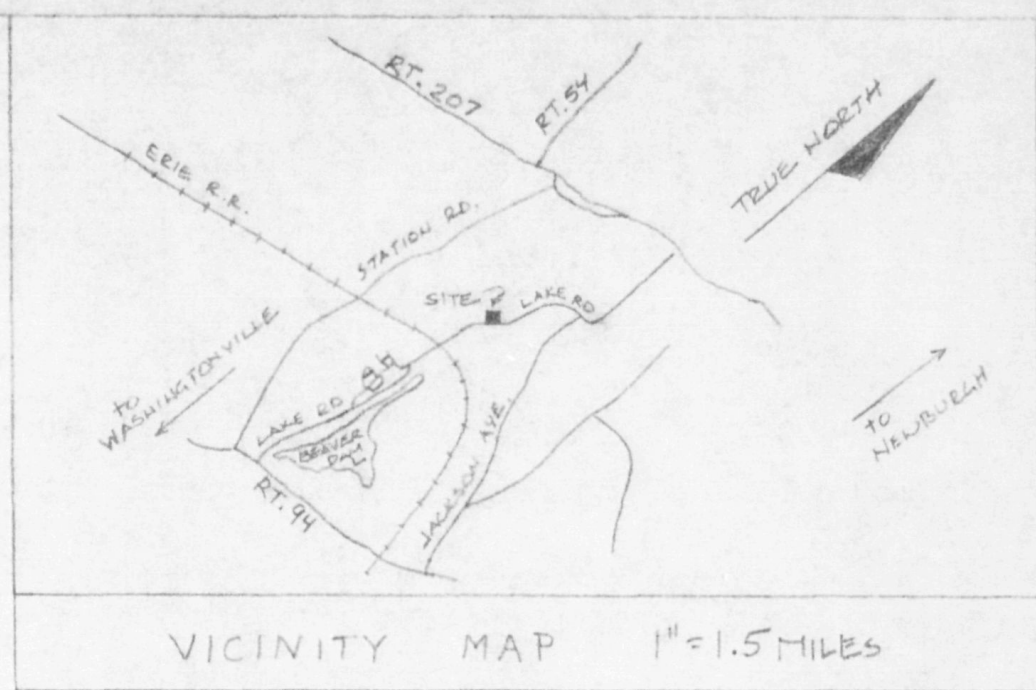 RT. 207
RT. 54
TRUE NORTH
ERIE R.R.
STATION RD.
SITE
LAKE RD
TO
WASHINGTONVILLE
LAKE RD
BEAVER
DAM
L
RT. 94
JACKSON AVE.
TO
NEWBURGH
VICINITY MAP 1"=1.5 MILES